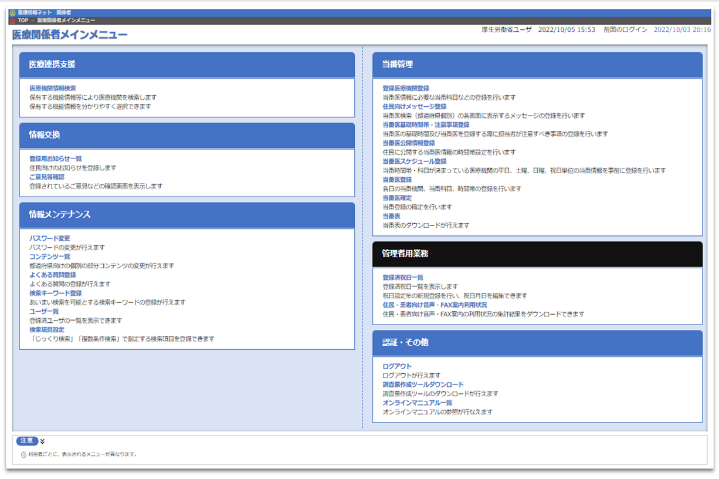 医療情報ネット 関係者
TOP > 医療関係者メインメニュー
医療関係者メインメニュー
厚生労働省ユーザ 2022/10/05 15:53 前回のログイン 2022/10/03 20:16
医療連携支援
医療機関情報検索
保有する機能情報等により医療機関を検索します
保有する機能情報を分かりやすく選択できます
情報交換
登録用お知らせ一覧
住民向けのお知らせを登録します
ご意見等確認
登録されているご意見などの確認画面を表示します
情報メンテナンス
パスワード変更
パスワードの変更が行えます
コンテンツ一覧
都道府県向けの個別の部分コンテンツの変更が行えます
よくある質問登録
よくある質問の登録が行えます
検索キーワード登録
あいまい検索を可能とする検索キーワードの登録が行えます
ユーザ一覧
登録済ユーザの一覧を表示できます
検索項目設定
「じっくり検索」「複数条件検索」で指定する検索項目を登録できます
当番管理
登録医療機関登録
当番医情報に必要な当番科目などの登録を行います
住民向けメッセージ登録
当番医検索（都道府県個別）の各画面に表示するメッセージの登録を行います
当番医基礎時間帯・注意事項登録
当番医の基礎時間及び当番医を登録する際に担当者が注意すべき事項の登録を行います
当番医公開情報登録
住民に公開する当番医情報の時間帯設定を行います
当番医スケジュール登録
当番時間帯・科目が決まっている医療機関の平日、土曜、日曜、祝日単位の当番情報を事前に登録を行います
当番医登録
各日の当番機関、当番科目、時間帯の登録を行います
当番医確定
当番登録の確定を行います
当番表
当番表のダウンロードが行えます
管理者用業務
登録済祝日一覧
登録済祝日一覧を表示します
祝日設定年の新規登録を行い、祝日月日を編集できます
住民・患者向け音声・FAX案内利用状況
住民・患者向け音声・FAX案内の利用状況の集計結果をダウンロードできます
認証・その他
ログアウト
ログアウトが行えます
調査票作成ツールダウンロード
調査票作成ツールのダウンロードが行えます
オンラインマニュアル一覧
オンラインマニュアルの参照が行なえます
注意
利用者ごとに、表示されるメニューが異なります。